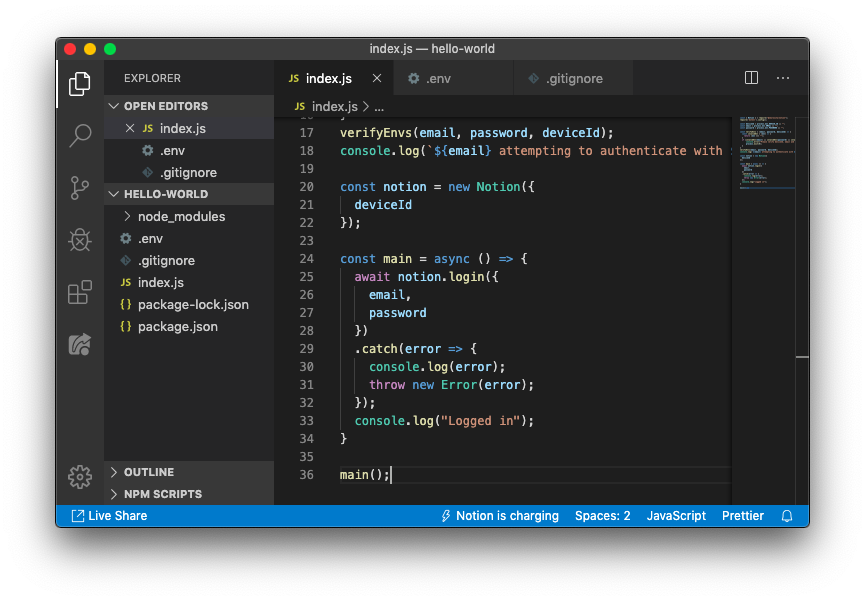 index.js — hello-world
EXPLORER
OPEN EDITORS
JS index.js
.env
.gitignore
HELLO-WORLD
node_modules
.env
.gitignore
JS index.js
{} package-lock.json
{} package.json
OUTLINE
NPM SCRIPTS
JS index.js
.env
.gitignore
JS index.js > ...
17 verifyEnvs(email, password, deviceId);
18 console.log(`${email} attempting to authenticate with
19
20 const notion = new Notion({
21 deviceId
22 });
23
24 const main = async () => {
25 await notion.login({
26 email,
27 password
28 })
29 .catch(error => {
30 console.log(error);
31 throw new Error(error);
32 });
33 console.log("Logged in");
34 }
35
36 main();
Live Share
Notion is charging
Spaces: 2
JavaScript
Prettier